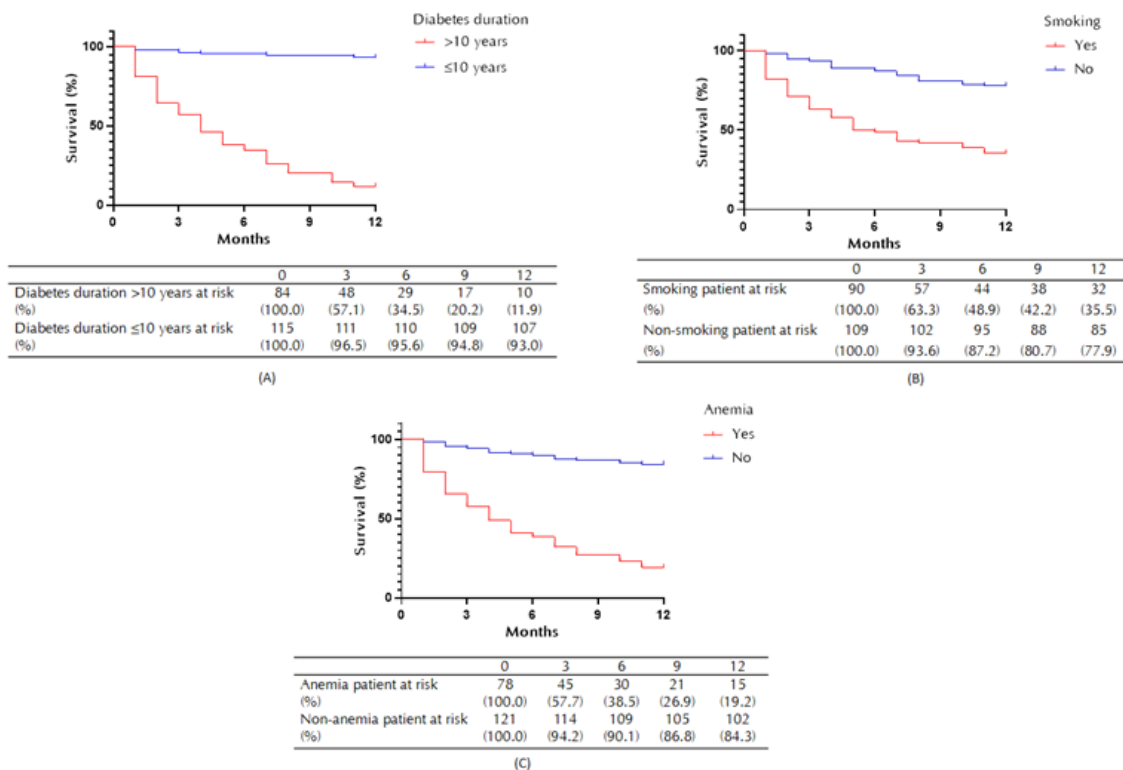 Diabetes duration
>10 years
≤10 years
Survival (%)
100
50
0
0 3 6 9 12
Months
0 3 6 9 12
Diabetes duration >10 years at risk 84 48 29 17 10
(%) (100.0) (57.1) (34.5) (20.2) (11.9)
Diabetes duration ≤10 years at risk 115 111 110 109 107
(%) (100.0) (96.5) (95.6) (94.8) (93.0)
(A)
Smoking
Yes
No
Survival (%)
100
50
0
0 3 6 9 12
Months
0 3 6 9 12
Smoking patient at risk 90 57 44 38 32
(%) (100.0) (63.3) (48.9) (42.2) (35.5)
Non-smoking patient at risk 109 102 95 88 85
(%) (100.0) (93.6) (87.2) (80.7) (77.9)
(B)
Anemia
Yes
No
Survival (%)
100
50
0
0 3 6 9 12
Months
0 3 6 9 12
Anemia patient at risk 78 45 30 21 15
(%) (100.0) (57.7) (38.5) (26.9) (19.2)
Non-anemia patient at risk 121 114 109 105 102
(%) (100.0) (94.2) (90.1) (86.8) (84.3)
(C)